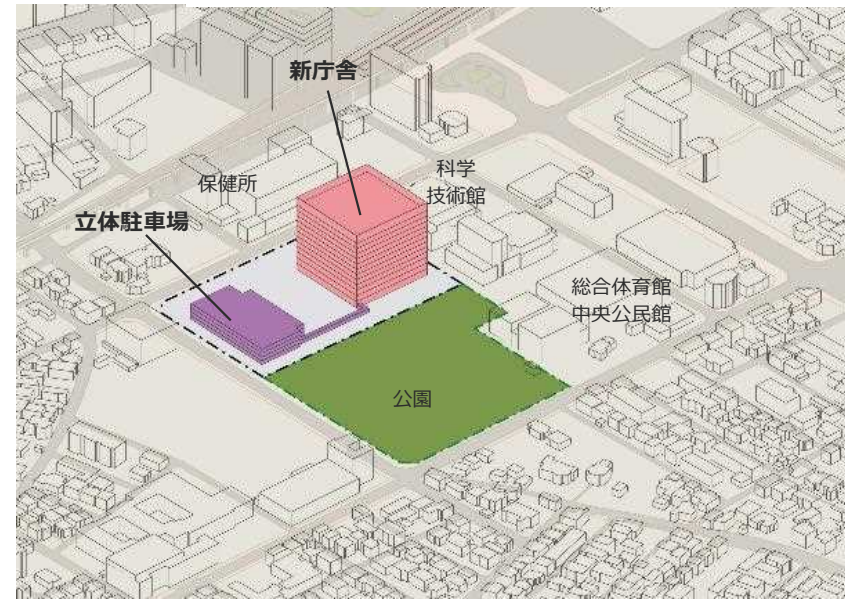 新庁舎
保健所
科学
技術館
立体駐車場
総合体育館
中央公民館
公園